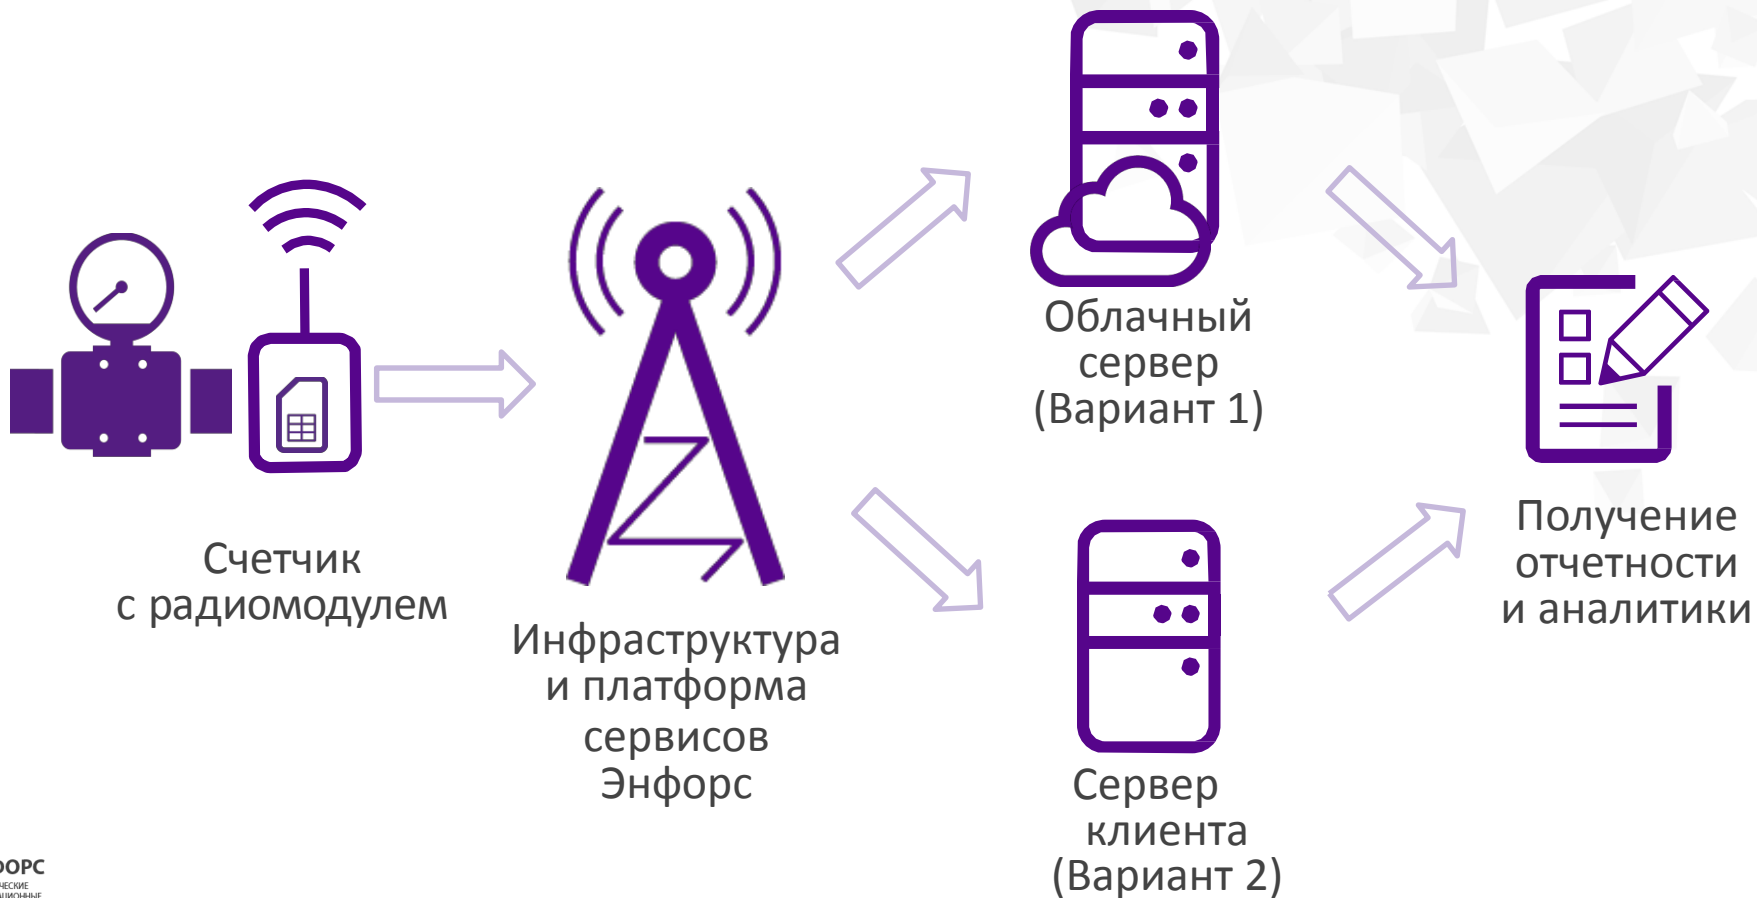 Счетчик
с радиомодулем
Инфраструктура
и платформа
сервисов
Энфорс
Облачный
сервер
(Вариант 1)
Сервер
клиента
(Вариант 2)
Получение
отчетности
и аналитики